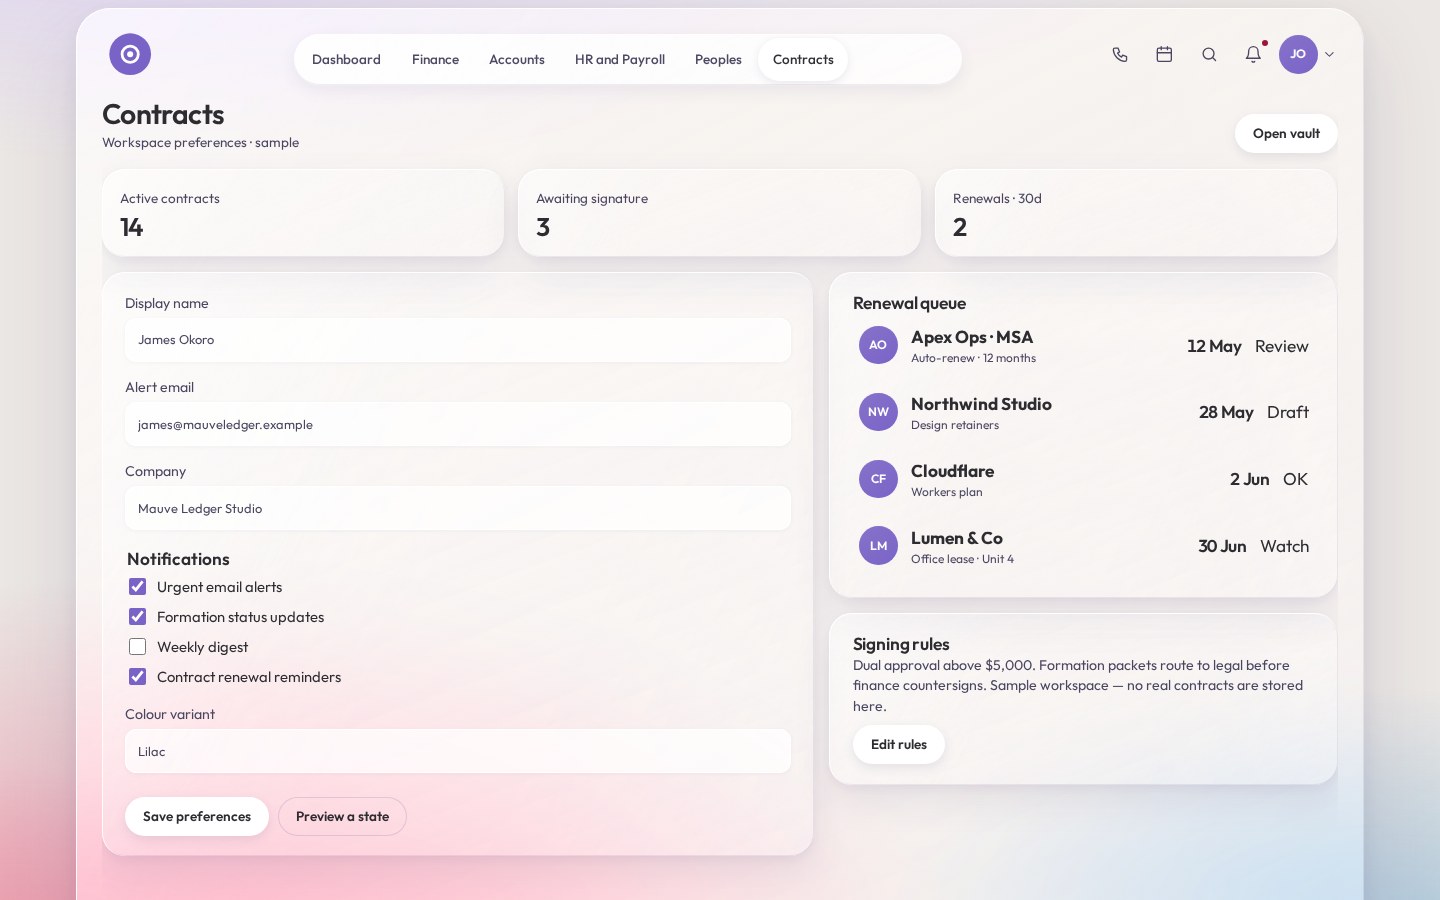 Dashboard
Finance
Accounts
HR and Payroll
Peoples
Contracts
JO
Contracts
Workspace preferences · sample
Open vault
Active contracts
14
Awaiting signature
3
Renewals · 30d
2
Display name
James Okoro
Alert email
james@mauveledger.example
Company
Mauve Ledger Studio
Notifications
Urgent email alerts
Formation status updates
Weekly digest
Contract renewal reminders
Colour variant
Lilac
Save preferences
Preview a state
Renewal queue
AO
Apex Ops · MSA
Auto-renew · 12 months
12 May
Review
NW
Northwind Studio
Design retainers
28 May
Draft
CF
Cloudflare
Workers plan
2 Jun
OK
LM
Lumen & Co
Office lease · Unit 4
30 Jun
Watch
Signing rules
Dual approval above $5,000. Formation packets route to legal before
finance countersigns. Sample workspace — no real contracts are stored
here.
Edit rules